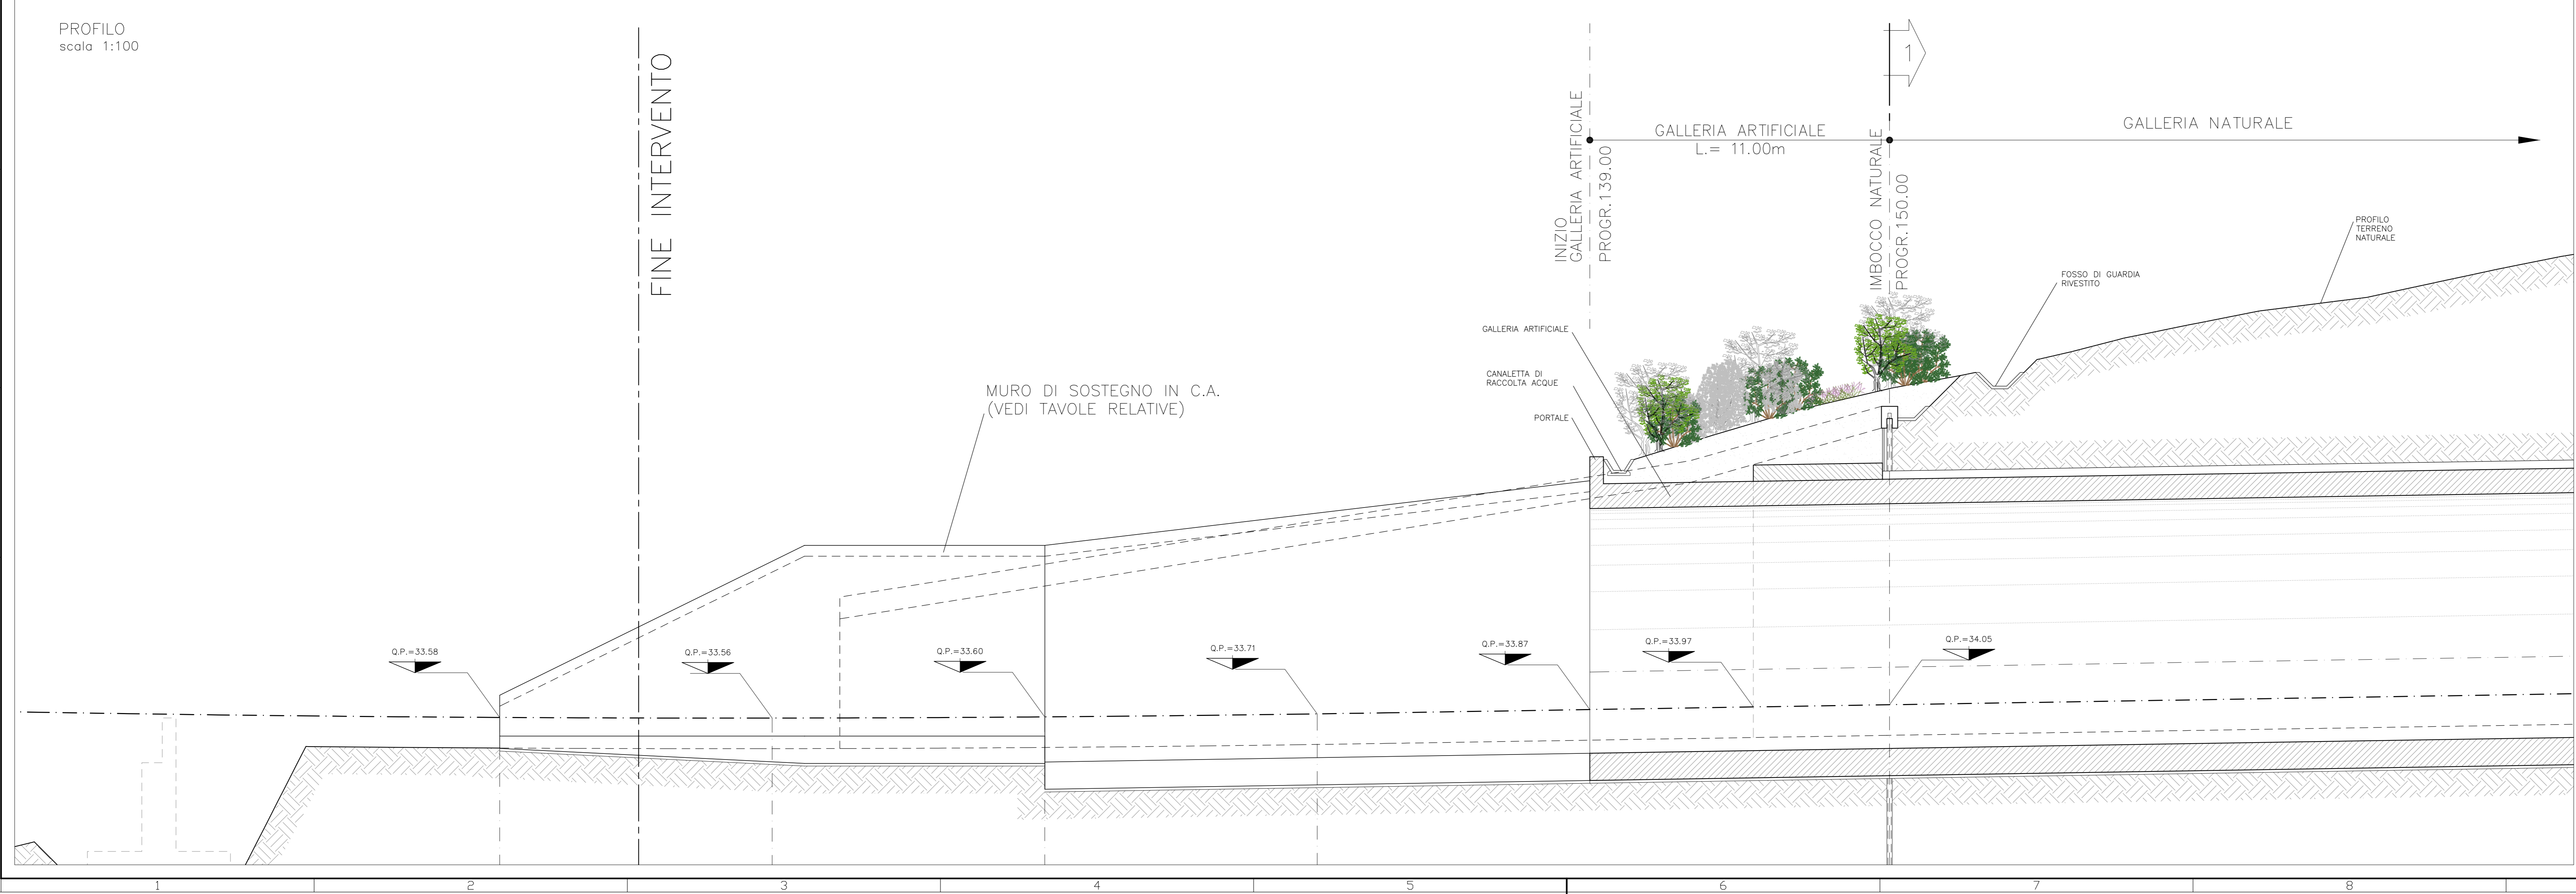 PROFILO
scala 1:100
FINE INTERVENTO
INIZIO
GALLERIA ARTIFICIALE
PROGR.139.00
GALLERIA ARTIFICIALE
L.= 11.00m
IMBOCCO NATURALE
PROGR.150.00
1
GALLERIA NATURALE
PROFILO
TERRENO
NATURALE
FOSSO DI GUARDIA
RIVESTITO
GALLERIA ARTIFICIALE
CANALETTA DI
RACCOLTA ACQUE
PORTALE
MURO DI SOSTEGNO IN C.A.
(VEDI TAVOLE RELATIVE)
Q.P.=33.58
Q.P.=33.56
Q.P.=33.60
Q.P.=33.71
Q.P.=33.87
Q.P.=33.97
Q.P.=34.05
1 2 3 4 5 6 7 8